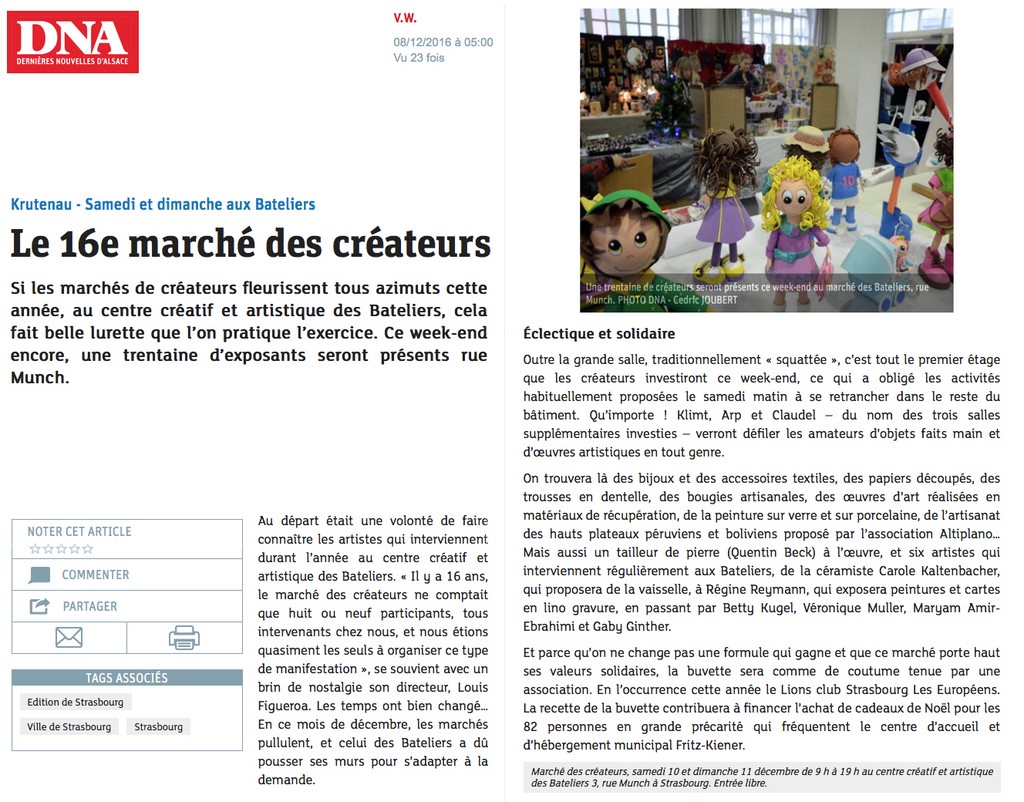 DNA
DERNIÈRES NOUVELLES D'ALSACE
V.W.
08/12/2016 à 05:00
Vu 23 fois
Krutenau - Samedi et dimanche aux Bateliers
Le 16e marché des créateurs
Si les marchés de créateurs fleurissent tous azimuts cette
année, au centre créatif et artistique des Bateliers, cela
fait belle lurette que l'on pratique l'exercice. Ce week-end
encore, une trentaine d'exposants seront présents rue
Munch.
NOTER CET ARTICLE
COMMENTER
PARTAGER
TAGS ASSOCIÉS
Edition de Strasbourg
Ville de Strasbourg
Strasbourg
Au départ était une volonté de faire
connaître les artistes qui interviennent
durant l'année au centre créatif et
artistique des Bateliers. « Il y a 16 ans,
le marché des créateurs ne comptait
que huit ou neuf participants, tous
intervenants chez nous, et nous étions
quasiment les seuls à organiser ce type
de manifestation », se souvient avec un
brin de nostalgie son directeur, Louis
Figueroa. Les temps ont bien changé…
En ce mois de décembre, les marchés
pullulent, et celui des Bateliers a dû
pousser ses murs pour s'adapter à la
demande.
10
Une trentaine de créateurs seront présents ce week-end au marché des Bateliers, rue
Munch. PHOTO DNA - Cedric JOUBERT
Éclectique et solidaire
Outre la grande salle, traditionnellement « squattée », c'est tout le premier étage
que les créateurs investiront ce week-end, ce qui a obligé les activités
habituellement proposées le samedi matin à se retrancher dans le reste du
bâtiment. Qu'importe ! Klimt, Arp et Claudel – du nom des trois salles
supplémentaires investies – verront défiler les amateurs d'objets faits main et
d'œuvres artistiques en tout genre.
On trouvera là des bijoux et des accessoires textiles, des papiers découpés, des
trousses en dentelle, des bougies artisanales, des œuvres d'art réalisées en
matériaux de récupération, de la peinture sur verre et sur porcelaine, de l'artisanat
des hauts plateaux péruviens et boliviens proposé par l'association Altiplano…
Mais aussi un tailleur de pierre (Quentin Beck) à l'œuvre, et six artistes qui
interviennent régulièrement aux Bateliers, de la céramiste Carole Kaltenbacher,
qui proposera de la vaisselle, à Régine Reymann, qui exposera peintures et cartes
en lino gravure, en passant par Betty Kugel, Véronique Muller, Maryam Amir-
Ebrahimi et Gaby Ginther.
Et parce qu'on ne change pas une formule qui gagne et que ce marché porte haut
ses valeurs solidaires, la buvette sera comme de coutume tenue par une
association. En l'occurrence cette année le Lions club Strasbourg Les Européens.
La recette de la buvette contribuera à financer l'achat de cadeaux de Noël pour les
82 personnes en grande précarité qui fréquentent le centre d'accueil et
d'hébergement municipal Fritz-Kiener.
Marché des créateurs, samedi 10 et dimanche 11 décembre de 9 h à 19 h au centre créatif et artistique
des Bateliers 3, rue Munch à Strasbourg. Entrée libre.